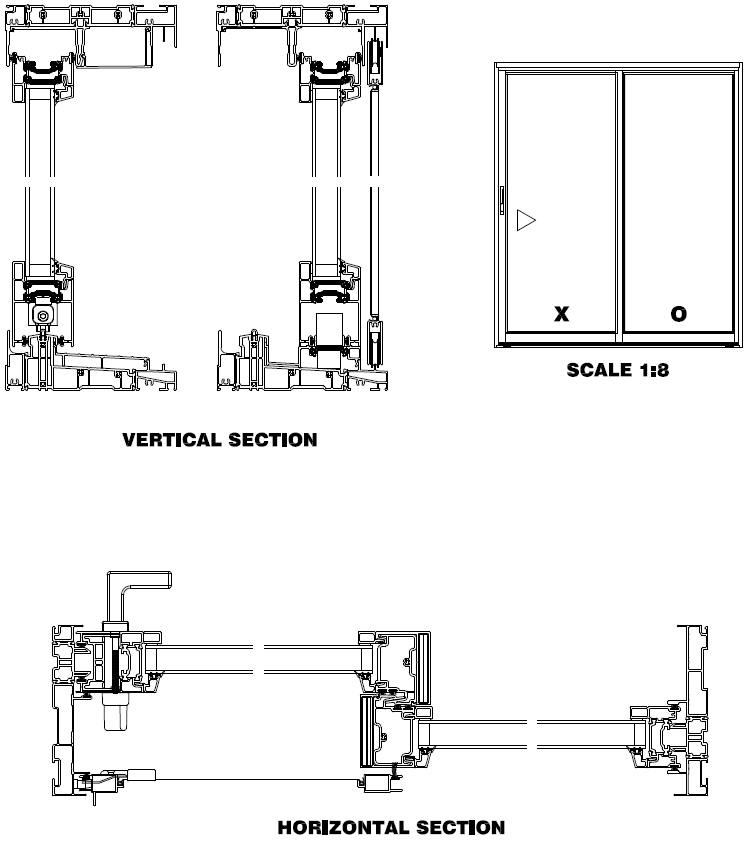 X O
SCALE 1:8
VERTICAL SECTION
HORIZONTAL SECTION